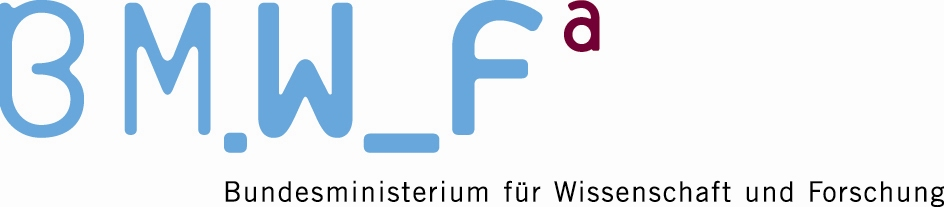 BM.W_Fª
Bundesministerium für Wissenschaft und Forschung